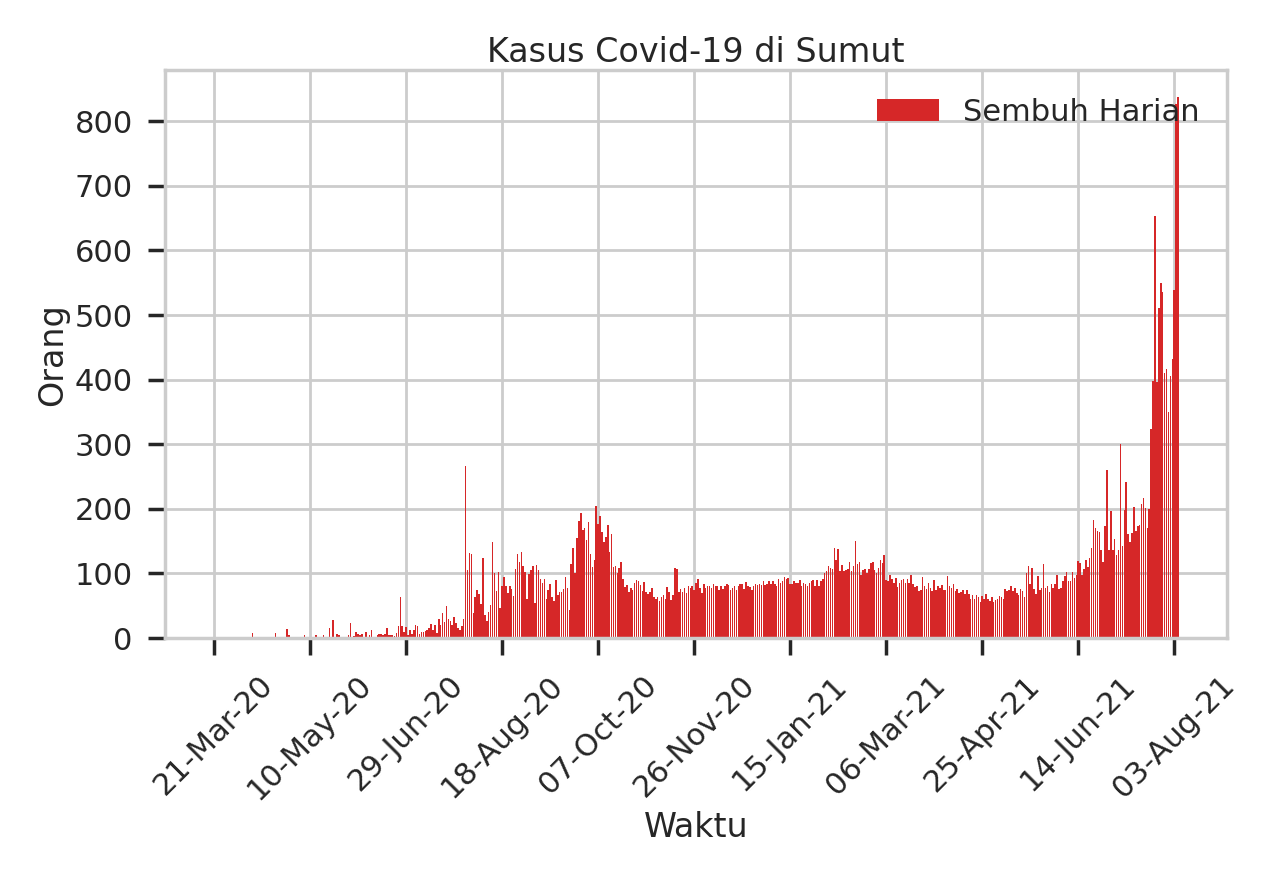 Kasus Covid-19 di Sumut
Sembuh Harian
Orang
800
700
600
500
400
300
200
100
0
21-Mar-20
10-May-20
29-Jun-20
18-Aug-20
07-Oct-20
26-Nov-20
15-Jan-21
06-Mar-21
25-Apr-21
14-Jun-21
03-Aug-21
Waktu